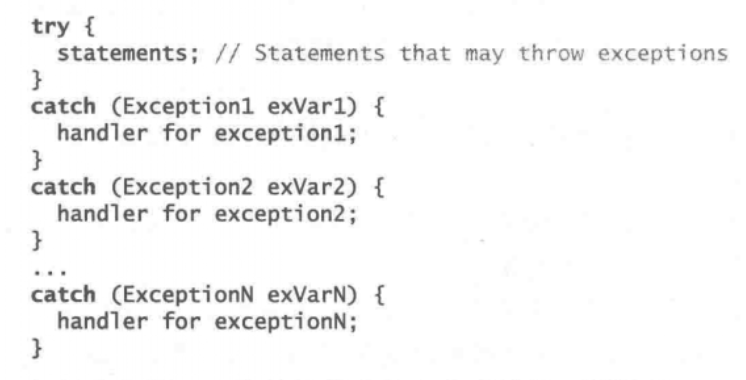 try {
  statements; // Statements that may throw exceptions
}
catch (Exception1 exVar1) {
  handler for exception1;
}
catch (Exception2 exVar2) {
  handler for exception2;
}
...
catch (ExceptionN exVarN) {
  handler for exceptionN;
}